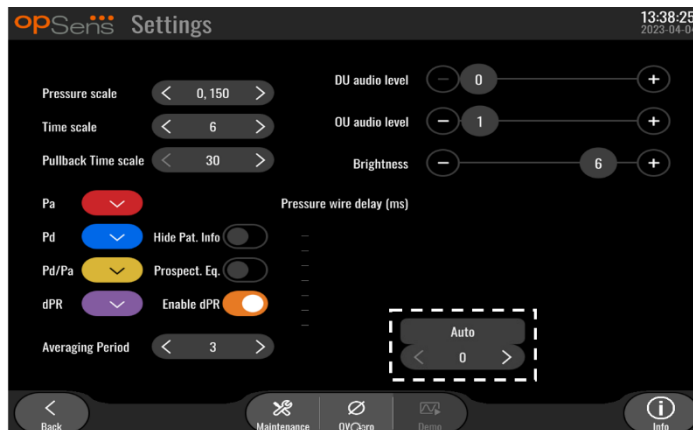 opSens Settings
13:38:25
2023-04-04
Pressure scale
0, 150
Time scale
6
Pullback Time scale
30
DU audio level
0
OU audio level
1
Brightness
6
Pressure wire delay (ms)
Pa
Pd
Hide Pat. Info
Pd/Pa
Prospect. Eq.
dPR
Enable dPR
Averaging Period
3
Auto
0
Back
Maintenance
Demo
Info